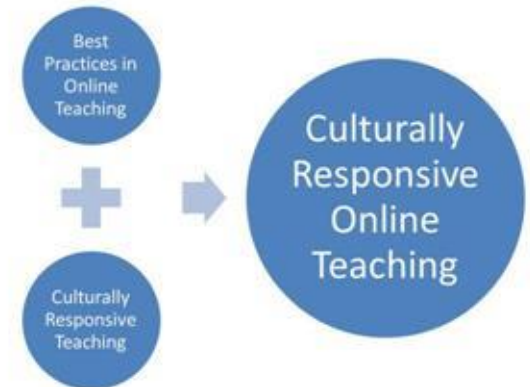 Best
Practices in
Online
Teaching
Culturally
Responsive
Teaching
Culturally
Responsive
Online
Teaching